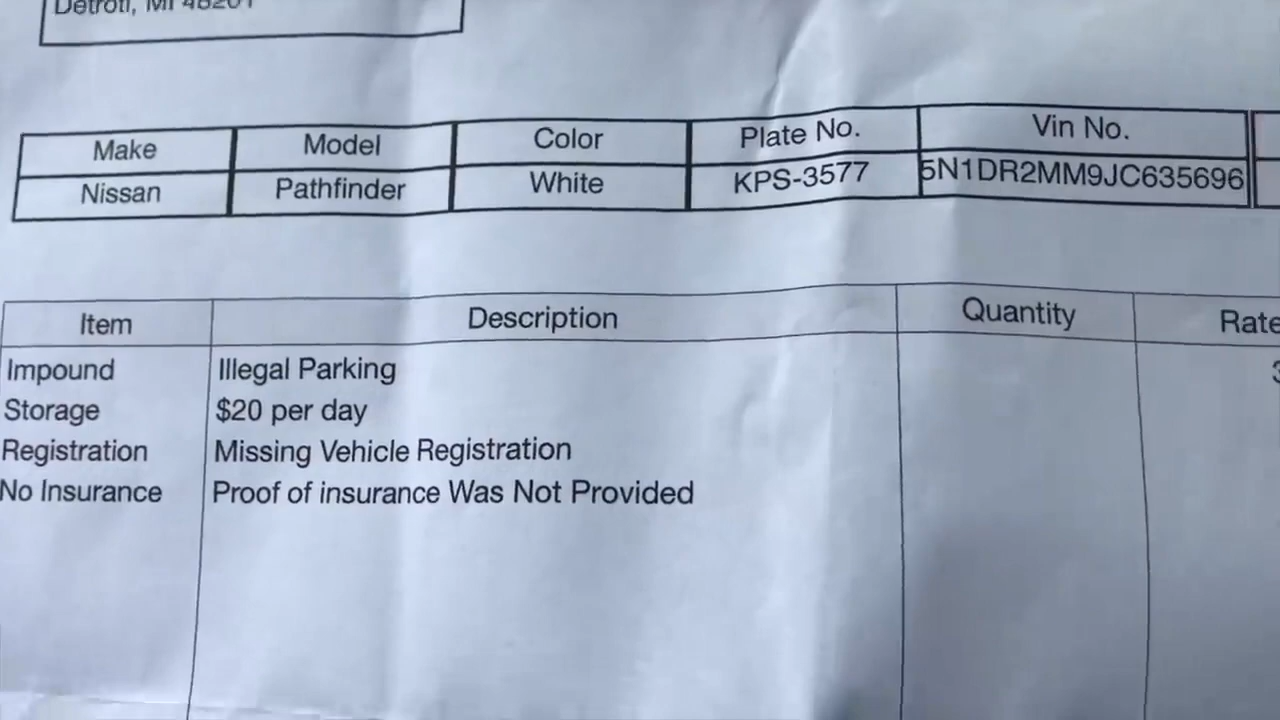 Detroit, MI 48201
Make Model Color Plate No. Vin No.
Nissan Pathfinder White KPS-3577 5N1DR2MM9JC635696
Item Description Quantity Rate
Impound Illegal Parking
Storage $20 per day
Registration Missing Vehicle Registration
No Insurance Proof of insurance Was Not Provided